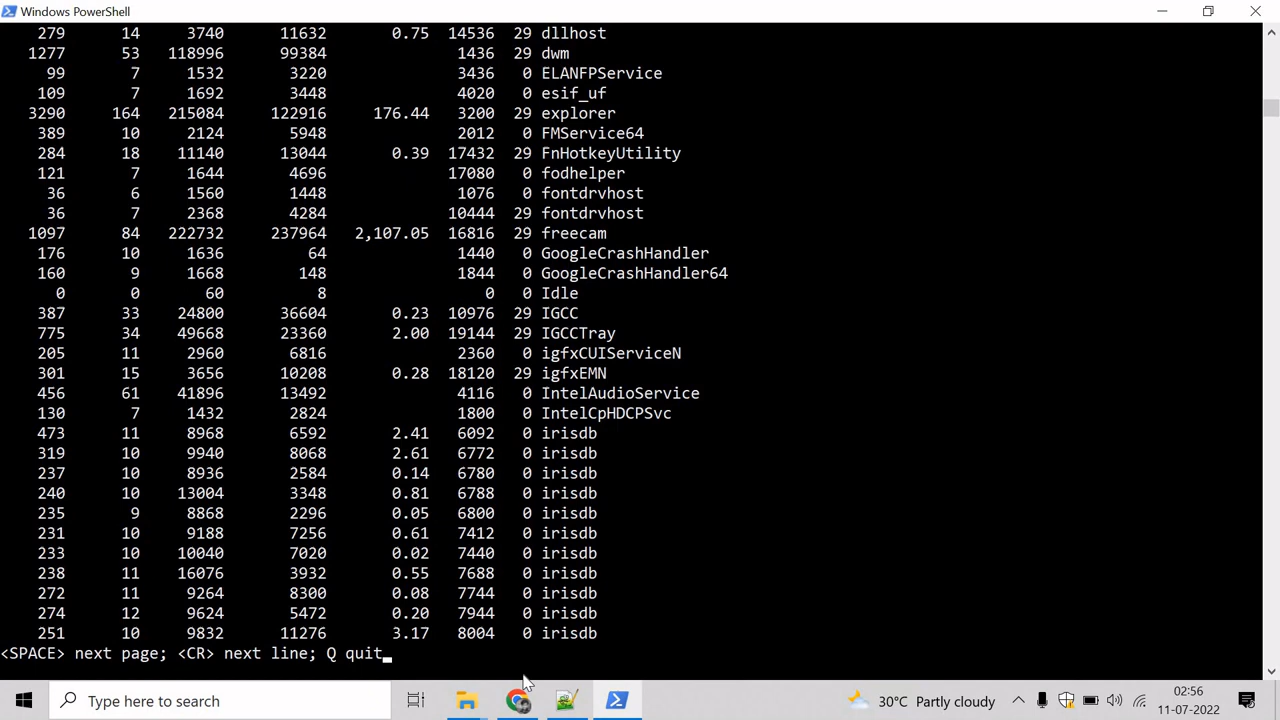 Windows PowerShell
279 14 3740 11632 0.75 14536 29 dllhost
1277 53 118996 99384 1436 29 dwm
99 7 1532 3220 3436 0 ELANFPService
109 7 1692 3448 4020 0 esif_uf
3290 164 215084 122916 176.44 3200 29 explorer
389 10 2124 5948 2012 0 FMService64
284 18 11140 13044 0.39 17432 29 FnHotkeyUtility
121 7 1644 4696 17080 0 fodhelper
36 6 1560 1448 1076 0 fontdrvhost
36 7 2368 4284 10444 29 fontdrvhost
1097 84 222732 237964 2,107.05 16816 29 freecam
176 10 1636 64 1440 0 GoogleCrashHandler
160 9 1668 148 1844 0 GoogleCrashHandler64
0 0 60 8 0 0 Idle
387 33 24800 36604 0.23 10976 29 IGCC
775 34 49668 23360 2.00 19144 29 IGCCTray
205 11 2960 6816 2360 0 igfxCUIServiceN
301 15 3656 10208 0.28 18120 29 igfxEMN
456 61 41896 13492 4116 0 IntelAudioService
130 7 1432 2824 1800 0 IntelCpHDCPSvc
473 11 8968 6592 2.41 6092 0 irisdb
319 10 9940 8068 2.61 6772 0 irisdb
237 10 8936 2584 0.14 6780 0 irisdb
240 10 13004 3348 0.81 6788 0 irisdb
235 9 8868 2296 0.05 6800 0 irisdb
231 10 9188 7256 0.61 7412 0 irisdb
233 10 10040 7020 0.02 7440 0 irisdb
238 11 16076 3932 0.55 7688 0 irisdb
272 11 9264 8300 0.08 7744 0 irisdb
274 12 9624 5472 0.20 7944 0 irisdb
251 10 9832 11276 3.17 8004 0 irisdb
<SPACE> next page; <CR> next line; Q quit
Type here to search
30°C Partly cloudy
02:56
11-07-2022